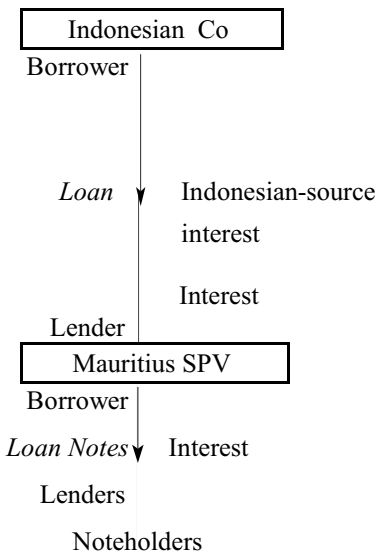 Indonesian Co
Borrower
Loan Indonesian-source
interest
Interest
Lender
Mauritius SPV
Borrower
Loan Notes Interest
Lenders
Noteholders